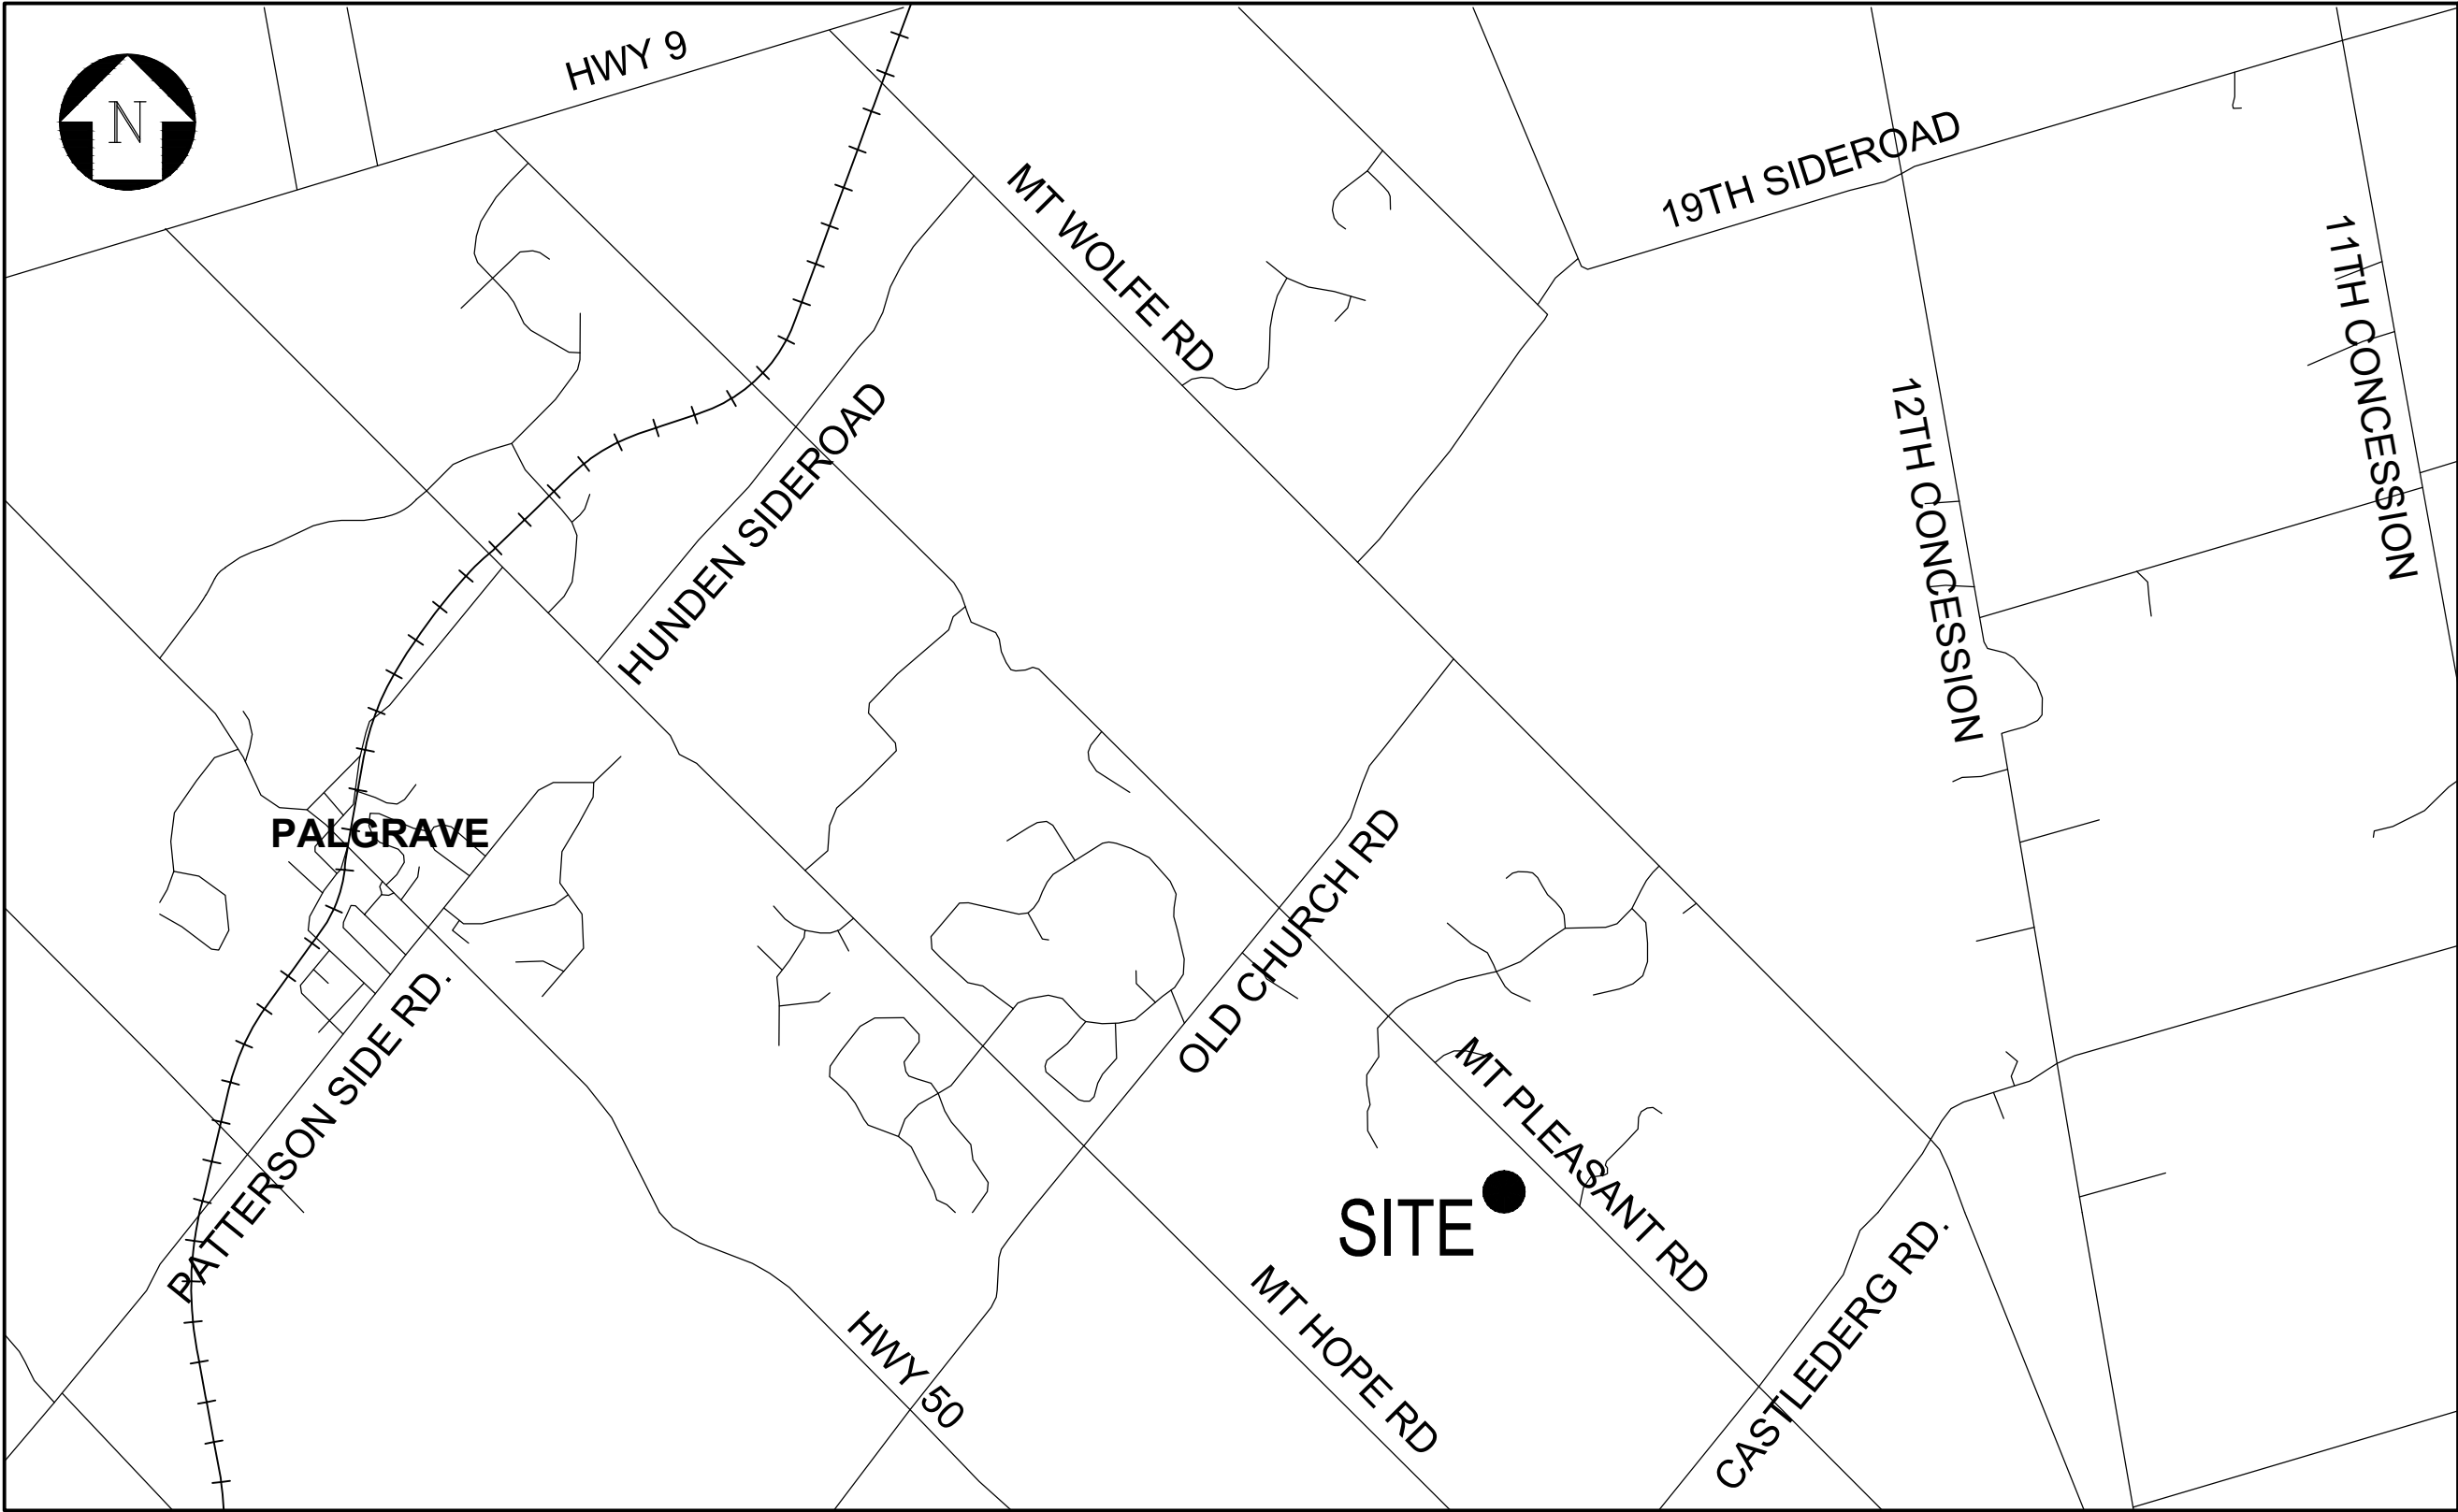 HWY 9
N
19TH SIDEROAD
MT WOLFE RD
11TH CONCESSION
12TH CONCESSION
HUNDEN SIDEROAD
PALGRAVE
OLD CHURCH RD
PATTERSON SIDE RD.
MT PLEASANT RD
SITE
CASTLEDERG RD.
MT HOPE RD
HWY 50